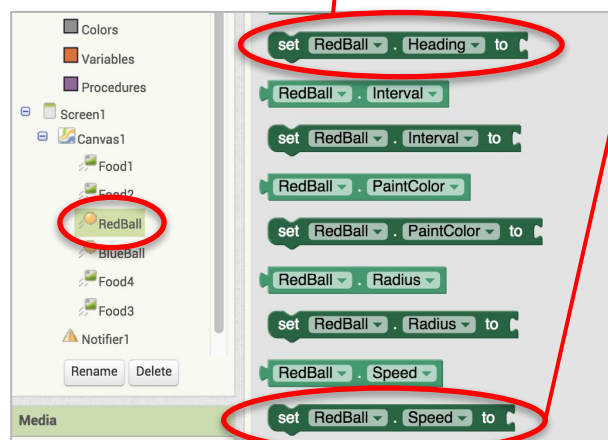 Colors
Variables
Procedures
Screen1
Canvas1
Food1
Food2
RedBall
BlueBall
Food4
Food3
Notifier1
Rename Delete
Media
set RedBall . Heading to
RedBall . Interval
set RedBall . Interval to
RedBall . PaintColor
set RedBall . PaintColor to
RedBall . Radius
set RedBall . Radius to
RedBall . Speed
set RedBall . Speed to